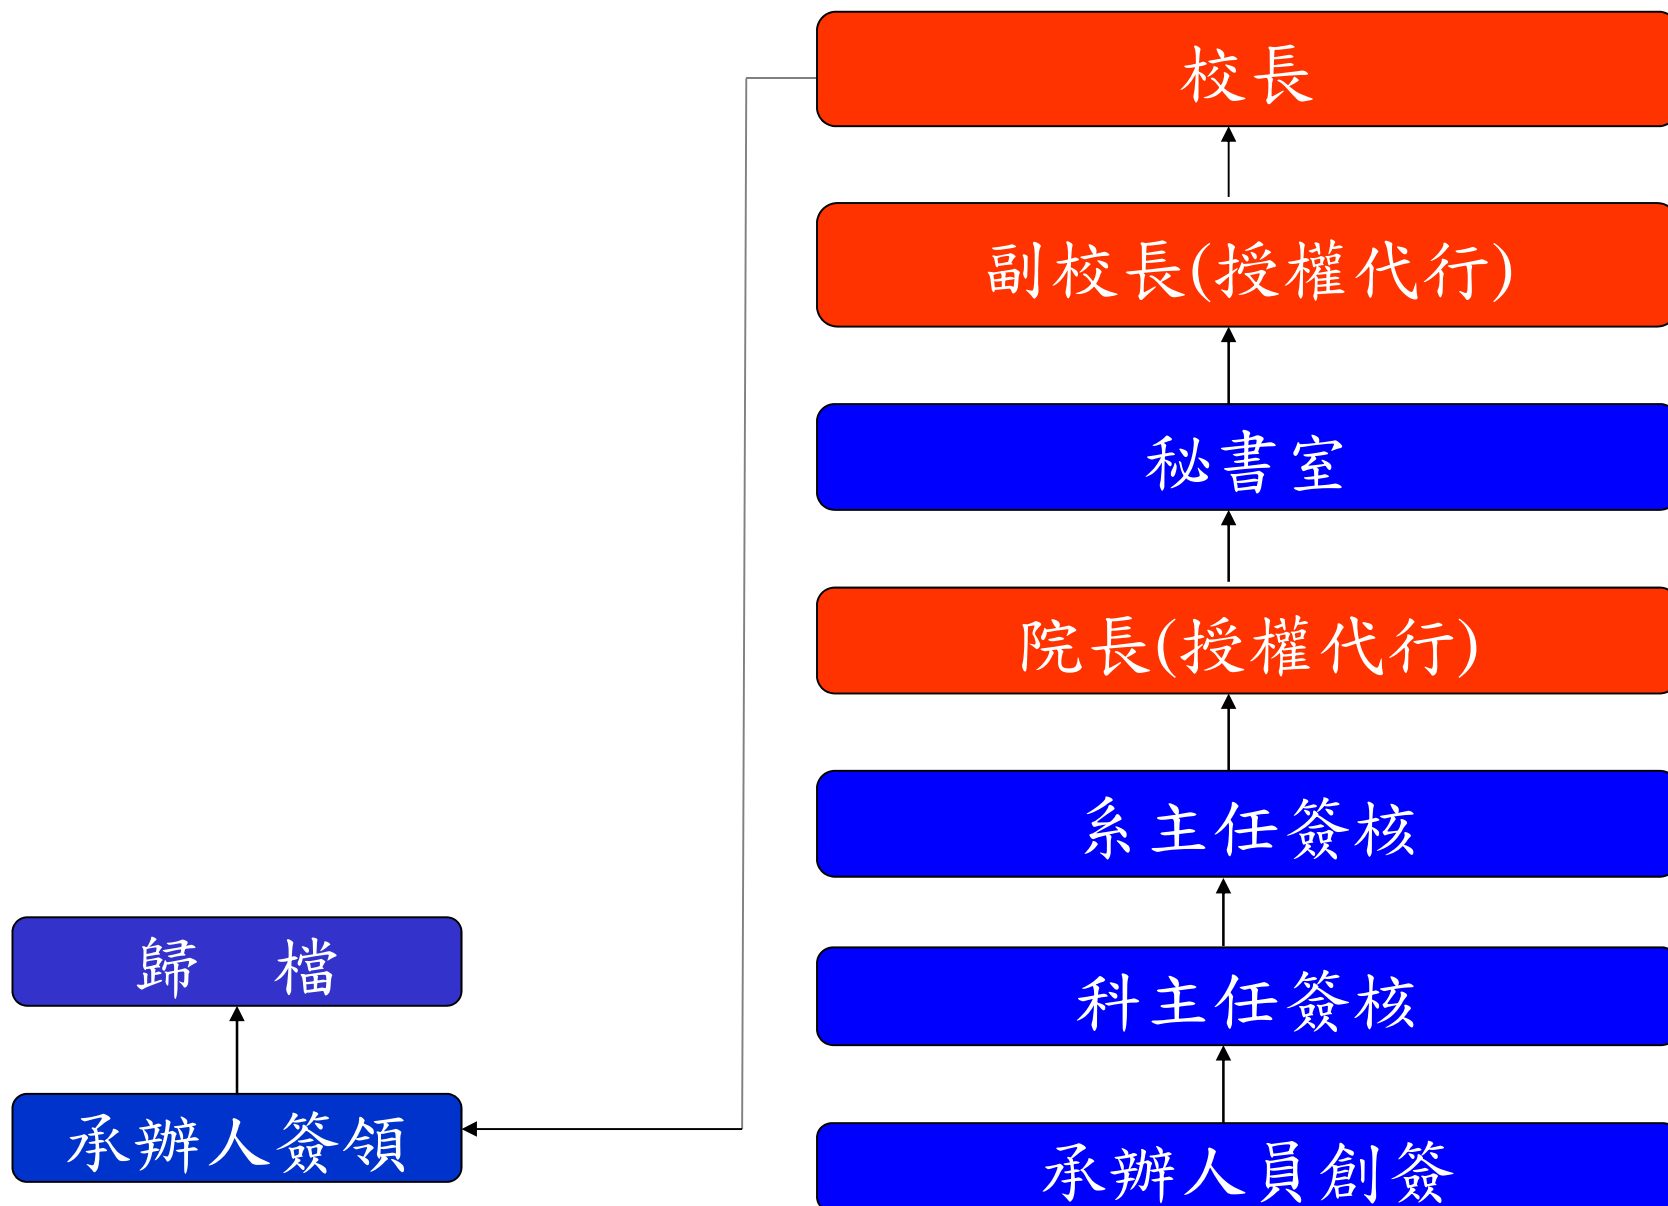 校長
副校長(授權代行)
秘書室
院長(授權代行)
系主任簽核
科主任簽核
承辦人員創簽
歸　檔
承辦人簽領